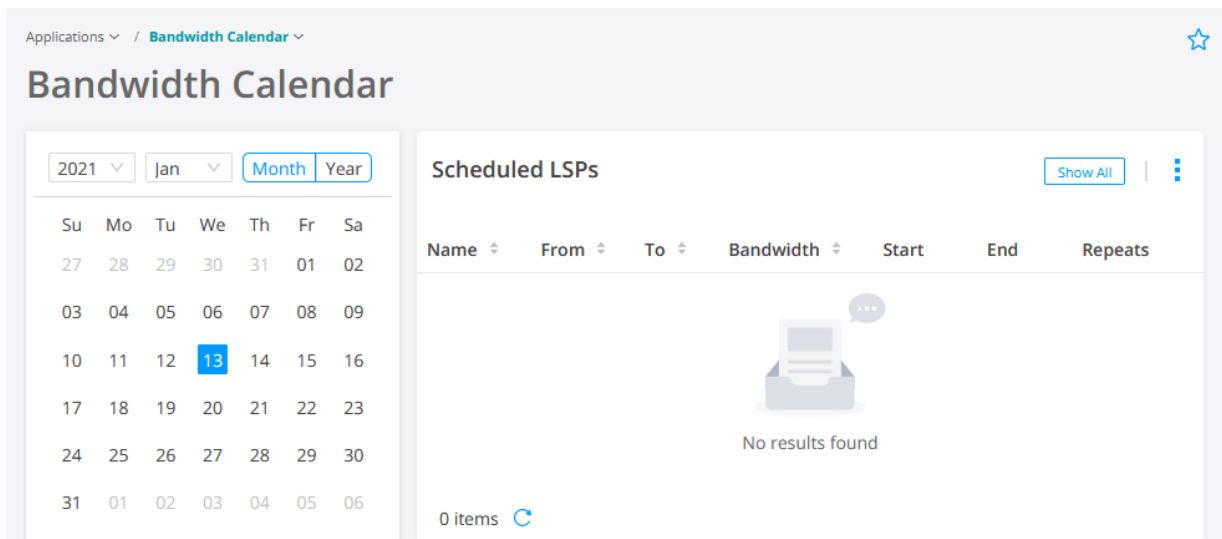 Applications / Bandwidth Calendar
Bandwidth Calendar
2021 Jan Month Year
Su Mo Tu We Th Fr Sa
27 28 29 30 31 01 02
03 04 05 06 07 08 09
10 11 12 13 14 15 16
17 18 19 20 21 22 23
24 25 26 27 28 29 30
31 01 02 03 04 05 06
Scheduled LSPs Show All
Name From To Bandwidth Start End Repeats
No results found
0 items